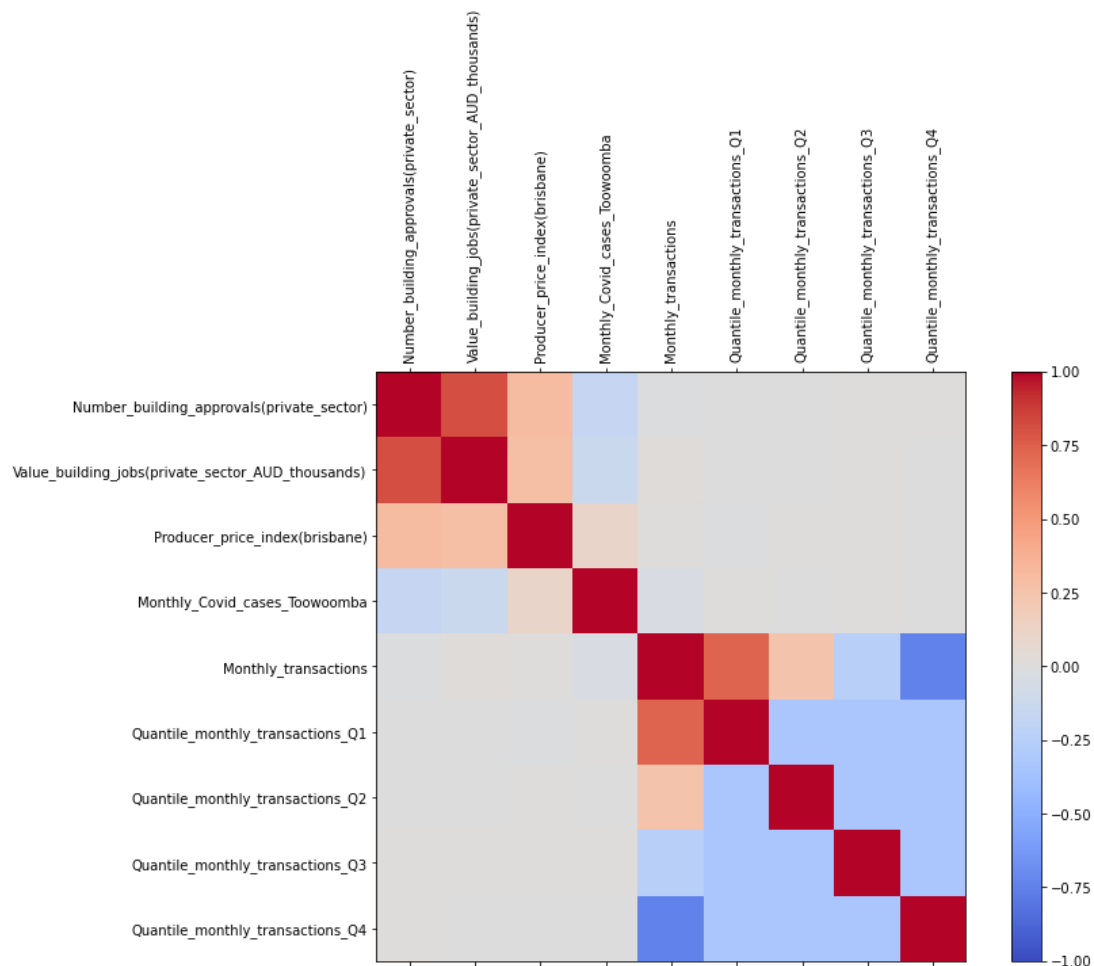 Number_building_approvals(private_sector)
Value_building_jobs(private_sector_AUD_thousands)
Producer_price_index(brisbane)
Monthly_Covid_cases_Toowoomba
Monthly_transactions
Quantile_monthly_transactions_Q1
Quantile_monthly_transactions_Q2
Quantile_monthly_transactions_Q3
Quantile_monthly_transactions_Q4
Number_building_approvals(private_sector)
Value_building_jobs(private_sector_AUD_thousands)
Producer_price_index(brisbane)
Monthly_Covid_cases_Toowoomba
Monthly_transactions
Quantile_monthly_transactions_Q1
Quantile_monthly_transactions_Q2
Quantile_monthly_transactions_Q3
Quantile_monthly_transactions_Q4
1.00
0.75
0.50
0.25
0.00
−0.25
−0.50
−0.75
−1.00